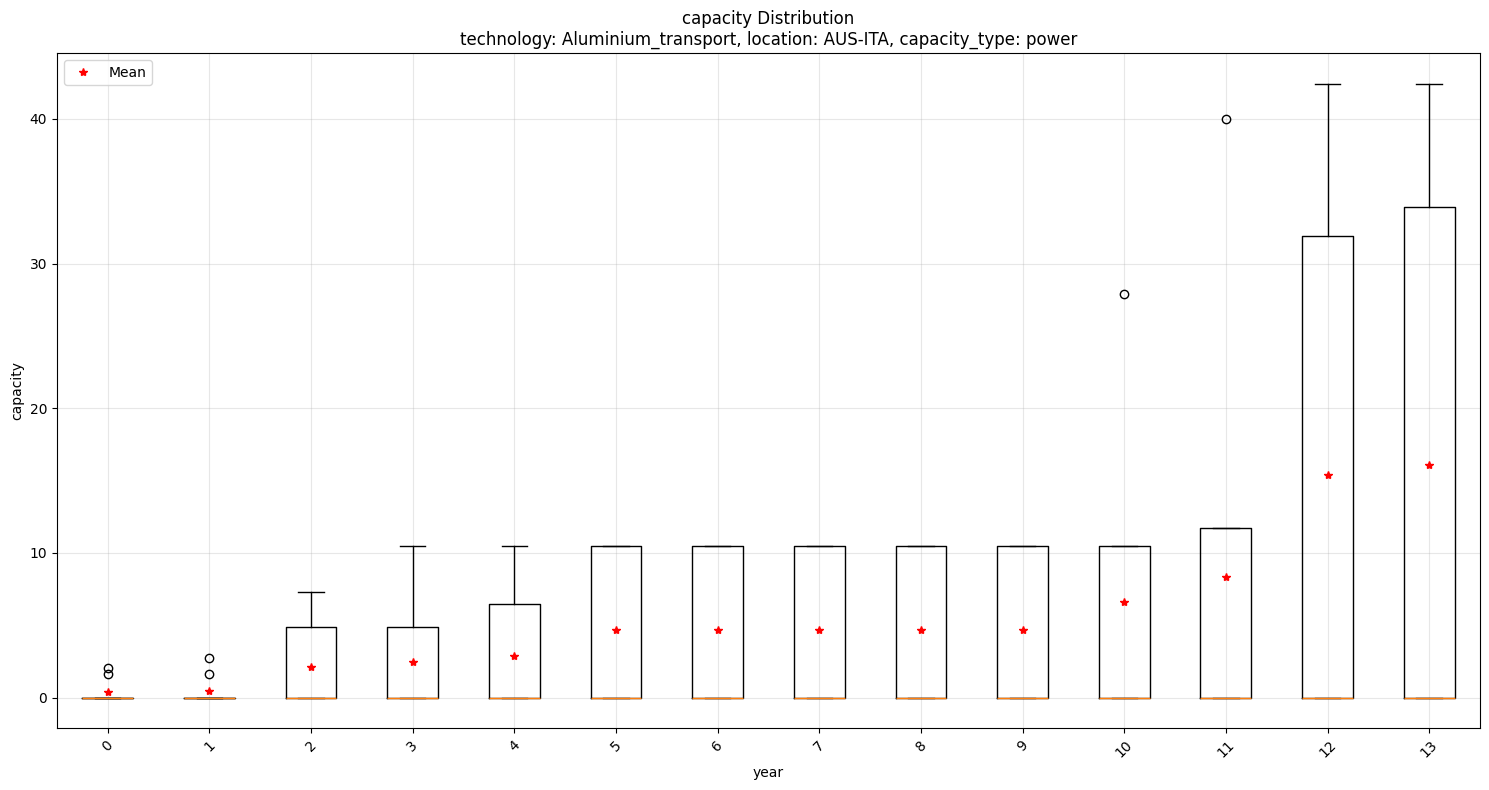 capacity Distribution
technology: Aluminium_transport, location: AUS-ITA, capacity_type: power
Mean
40
30
20
10
0
capacity
0 1 2 3 4 5 6 7 8 9 10 11 12 13
year